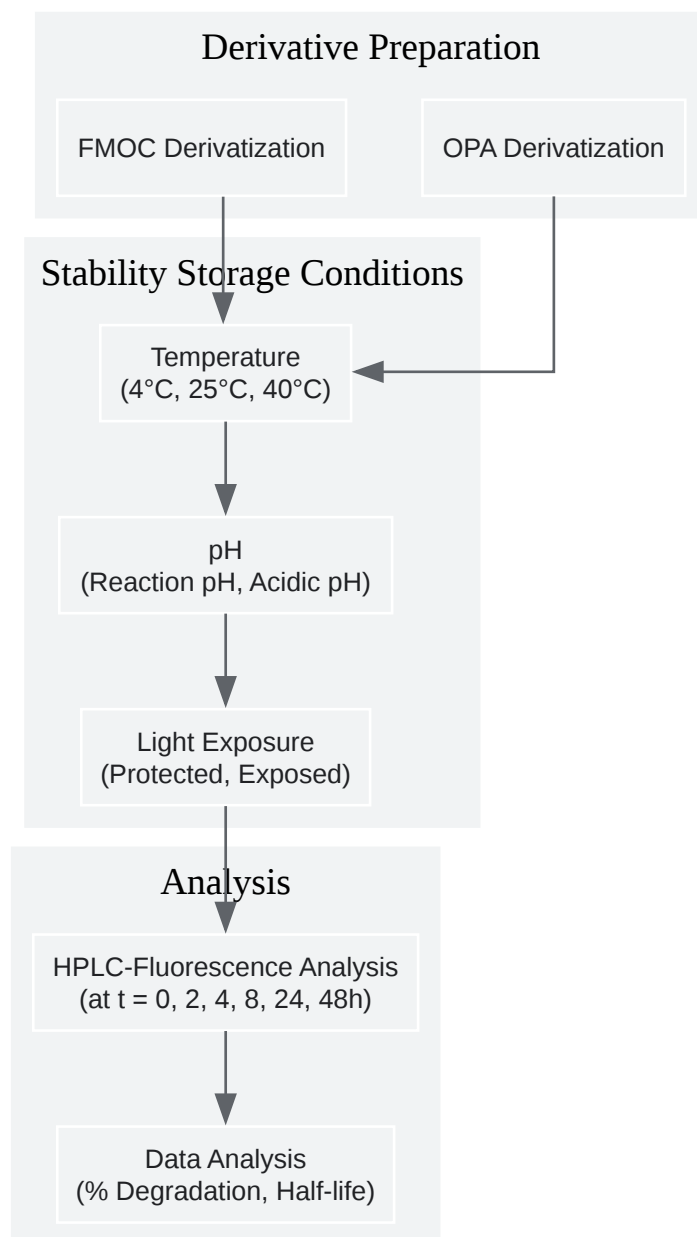 Derivative Preparation
FMOC Derivatization
OPA Derivatization
Stability Storage Conditions
Temperature
(4°C, 25°C, 40°C)
pH
(Reaction pH, Acidic pH)
Light Exposure
(Protected, Exposed)
Analysis
HPLC-Fluorescence Analysis
(at t = 0, 2, 4, 8, 24, 48h)
Data Analysis
(% Degradation, Half-life)